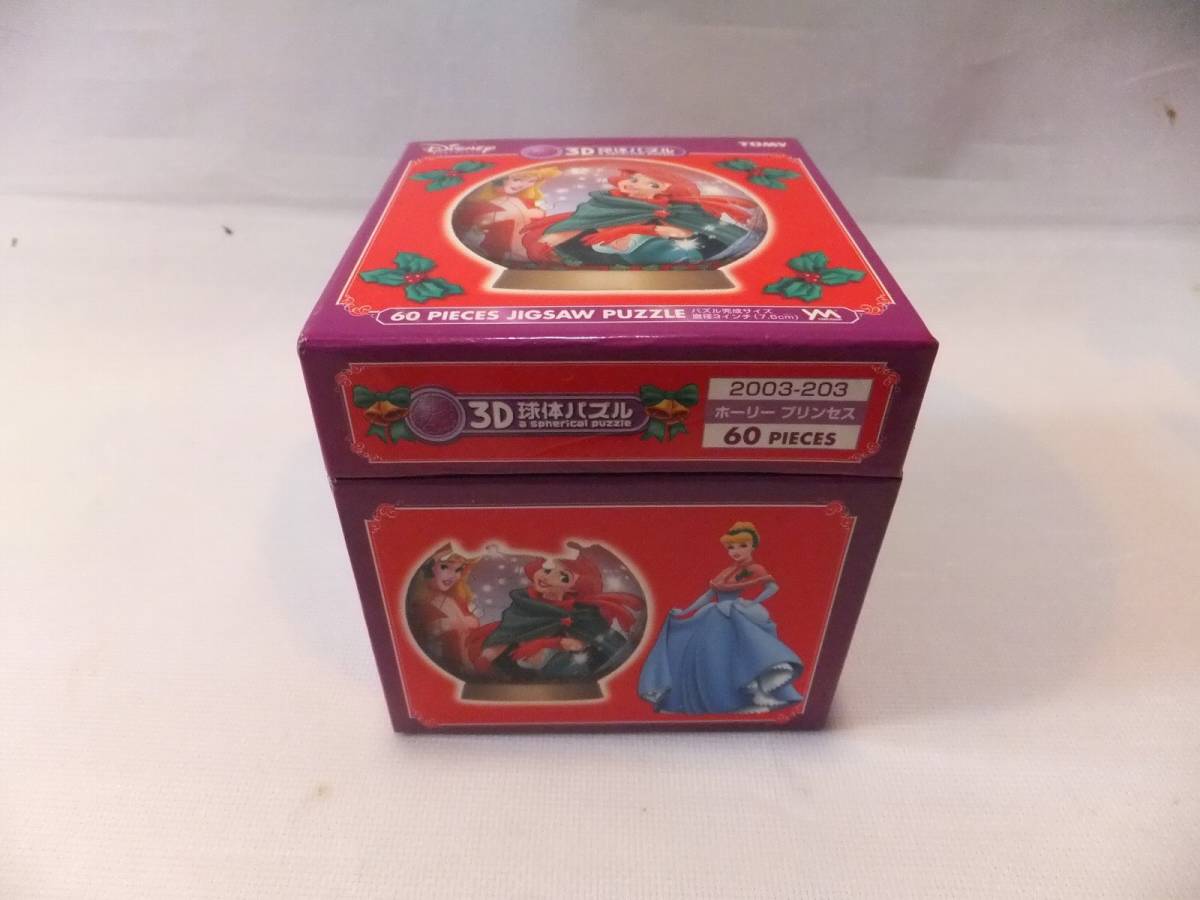 Disney
3D 球体パズル
TOMY
60 PIECES JIGSAW PUZZLE
パズル完成サイズ
直径3インチ(7.6cm)
YM
3D 球体パズル
a spherical puzzle
2003-203
ホーリー プリンセス
60 PIECES